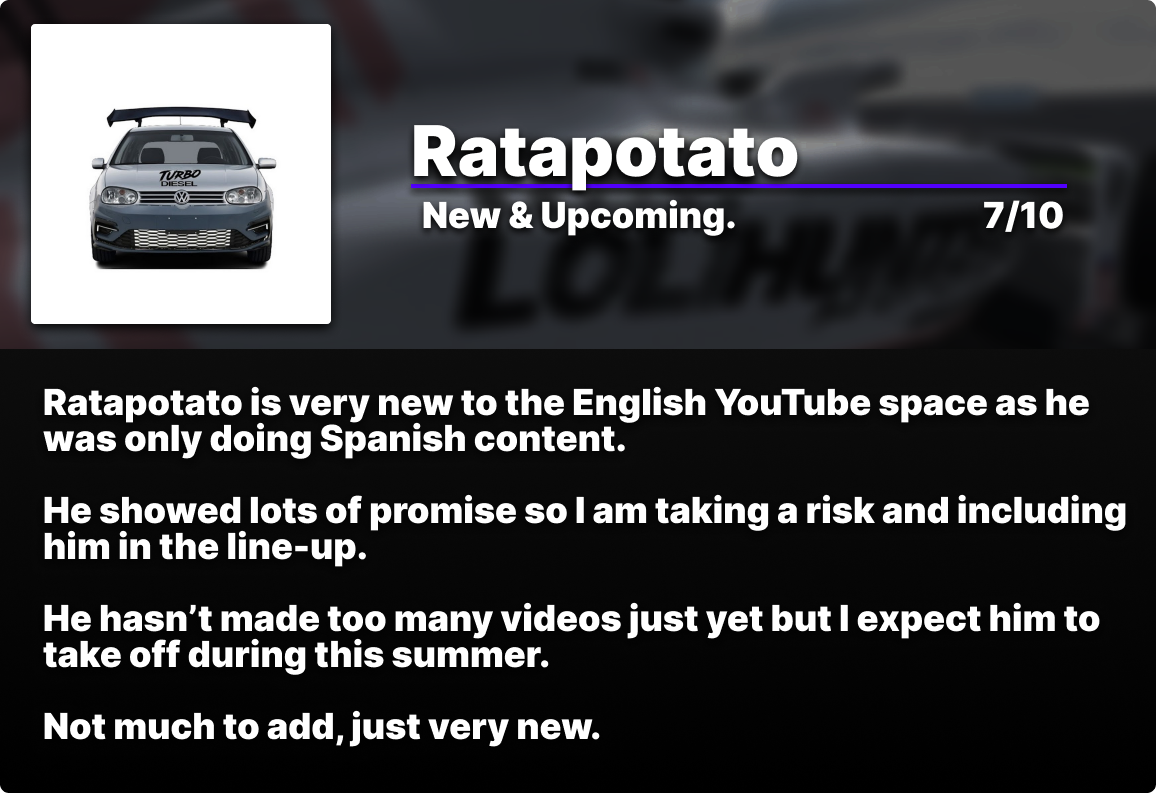 TURBO
DIESEL
Ratapotato
New & Upcoming.
7/10
LOLHUNTER
Ratapotato is very new to the English YouTube space as he
was only doing Spanish content.
He showed lots of promise so I am taking a risk and including
him in the line-up.
He hasn’t made too many videos just yet but I expect him to
take off during this summer.
Not much to add, just very new.